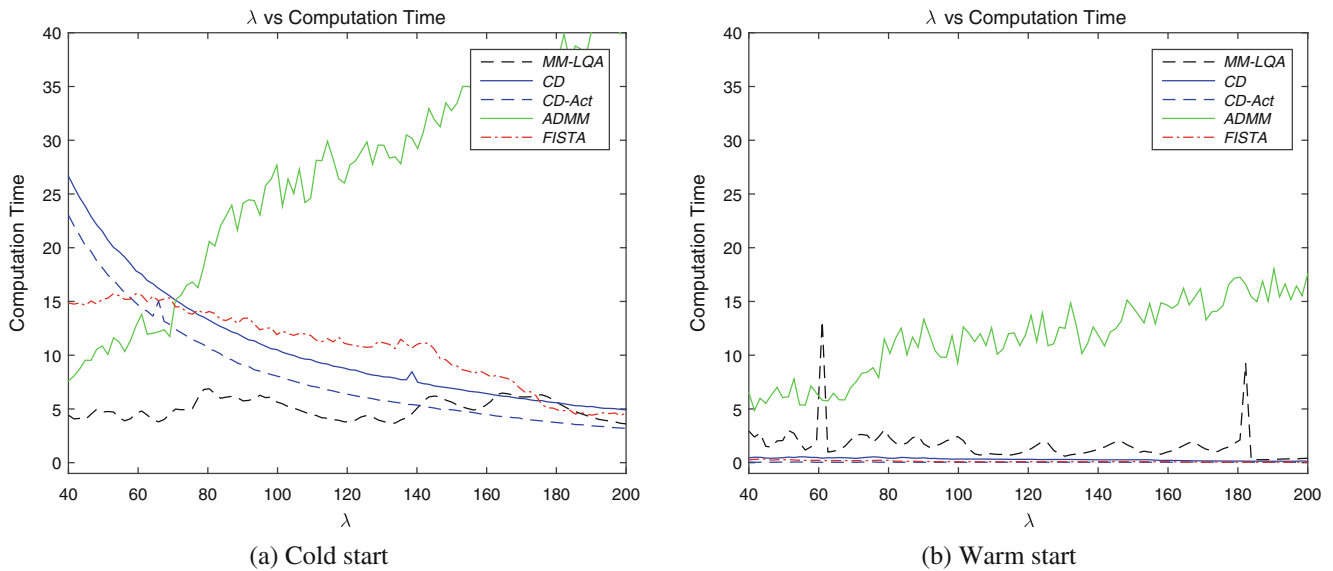 λ vs Computation Time
40
35
30
25
20
15
10
5
0
Computation Time
MM-LQA
CD
CD-Act
ADMM
FISTA
40 60 80 100 120 140 160 180 200
λ
(a) Cold start
λ vs Computation Time
40
35
30
25
20
15
10
5
0
Computation Time
MM-LQA
CD
CD-Act
ADMM
FISTA
40 60 80 100 120 140 160 180 200
λ
(b) Warm start